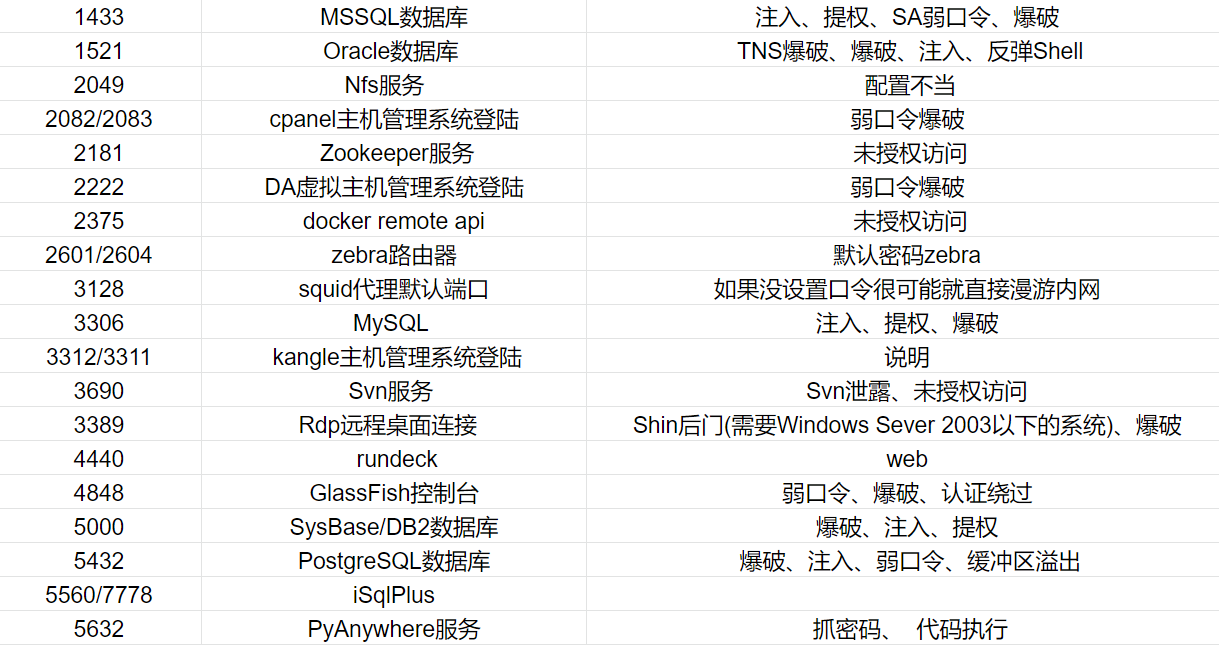 1433 MSSQL数据库 注入、提权、SA弱口令、爆破
1521 Oracle数据库 TNS爆破、爆破、注入、反弹Shell
2049 Nfs服务 配置不当
2082/2083 cpanel主机管理系统登陆 弱口令爆破
2181 Zookeeper服务 未授权访问
2222 DA虚拟主机管理系统登陆 弱口令爆破
2375 docker remote api 未授权访问
2601/2604 zebra路由器 默认密码zebra
3128 squid代理默认端口 如果没设置口令很可能就直接漫游内网
3306 MySQL 注入、提权、爆破
3312/3311 kangle主机管理系统登陆 说明
3690 Svn服务 Svn泄露、未授权访问
3389 Rdp远程桌面连接 Shin后门(需要Windows Sever 2003以下的系统)、爆破
4440 rundeck web
4848 GlassFish控制台 弱口令、爆破、认证绕过
5000 SysBase/DB2数据库 爆破、注入、提权
5432 PostgreSQL数据库 爆破、注入、弱口令、缓冲区溢出
5560/7778 iSqlPlus
5632 PyAnywhere服务 抓密码、 代码执行